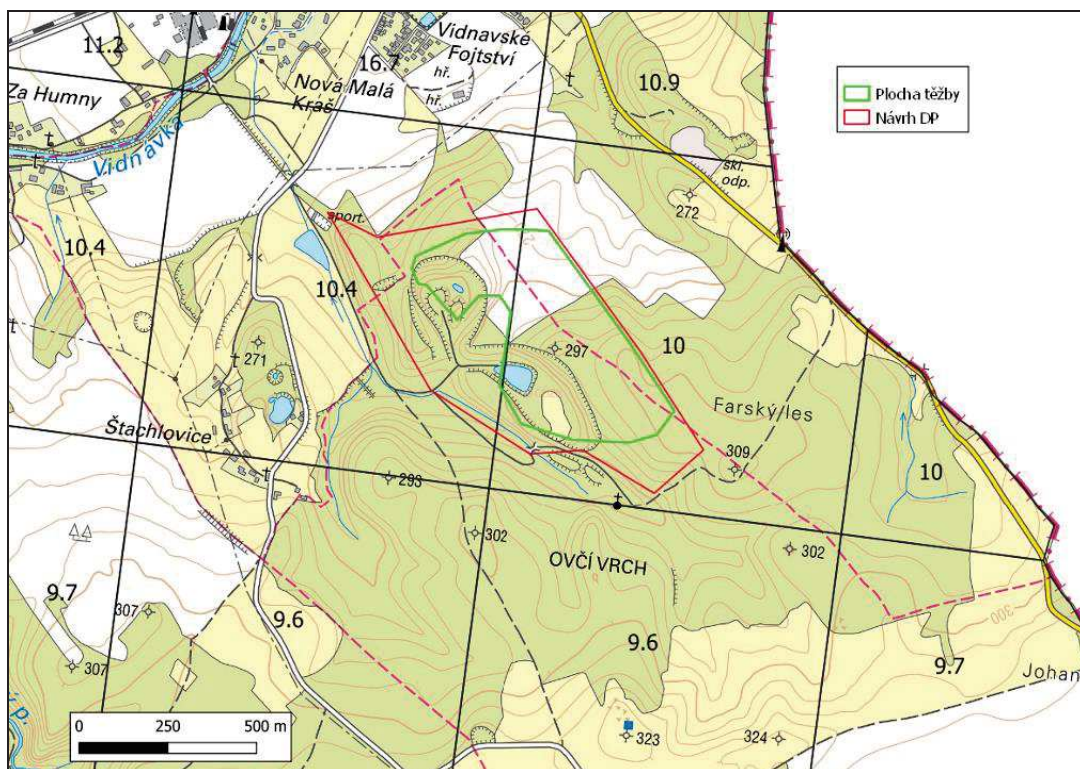 11.2
Za Humny
Vidnavka
Nová Malá
Kraš
16.7
Vidnavské
Fojtství
hř.
hř.
10.9
skl.
odp.
272
Plocha těžby
Návrh DP
10.4
10.4
sport.
271
Štachlovice
293
297
10
Farský les
309
10
302
OVČÍ VRCH
302
9.7
307
307
9.6
9.6
300
9.7
Johan
323
324
0 250 500 m